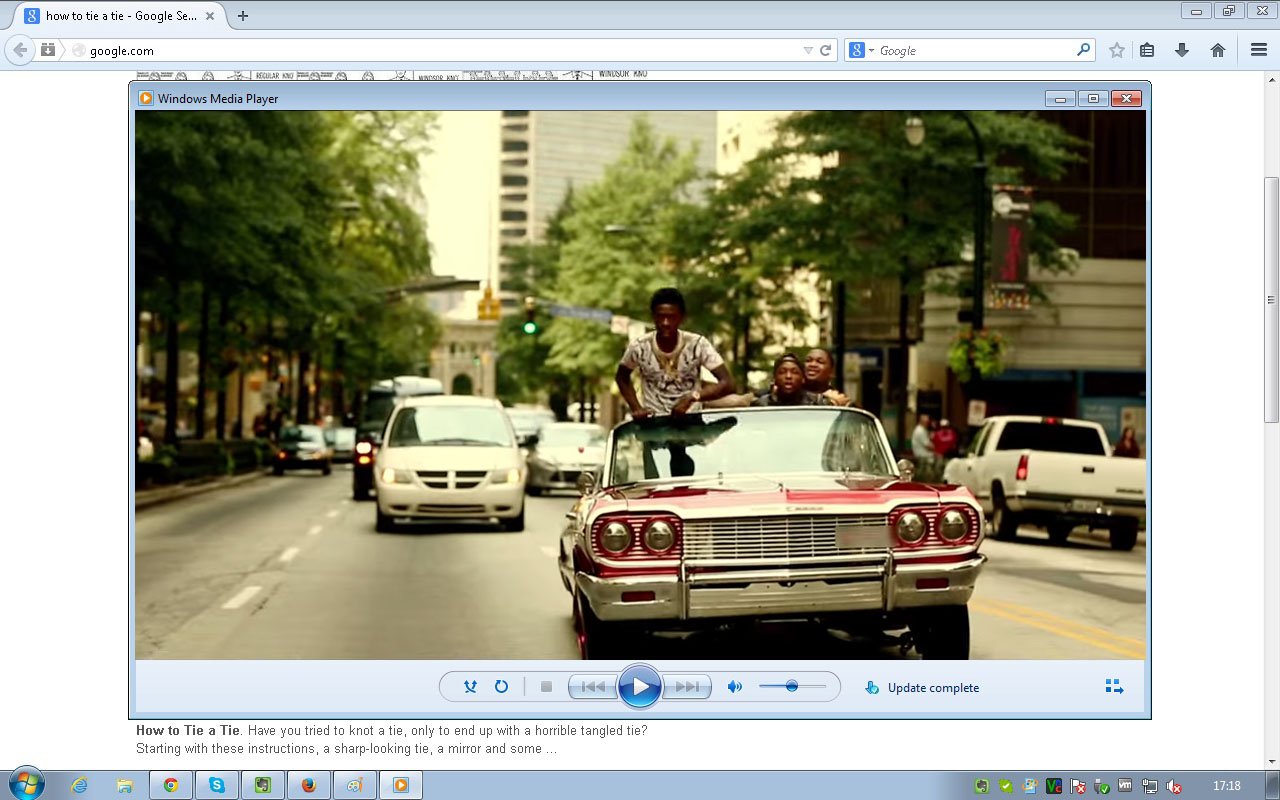 how to tie a tie - Google Se...
google.com
Google
REGULAR KNO
WINDSOR KNO
WINDSOR KNO
Windows Media Player
Update complete
How to Tie a Tie. Have you tried to knot a tie, only to end up with a horrible tangled tie?
Starting with these instructions, a sharp-looking tie, a mirror and some ...
17:18